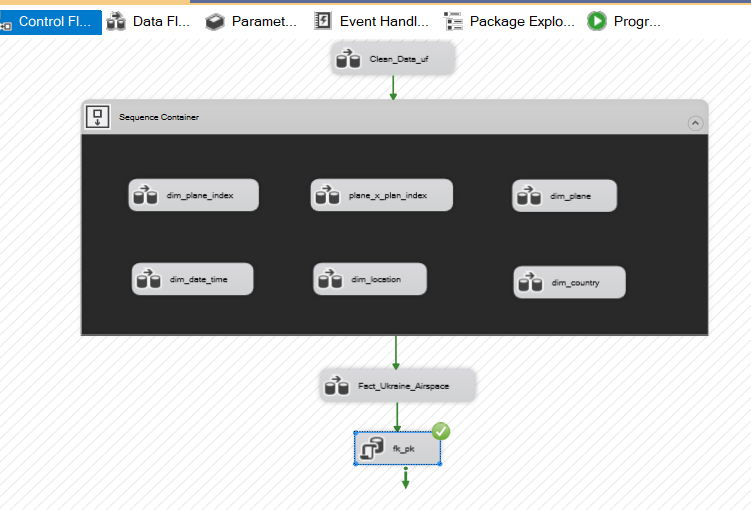 Control Fl...
Data Fl...
Paramet...
Event Handl...
Package Explo...
Progr...
Clean_Data_uf
Sequence Container
dim_plane_index
plane_x_plan_index
dim_plane
dim_date_time
dim_location
dim_country
Fact_Ukraine_Airspace
fk_pk